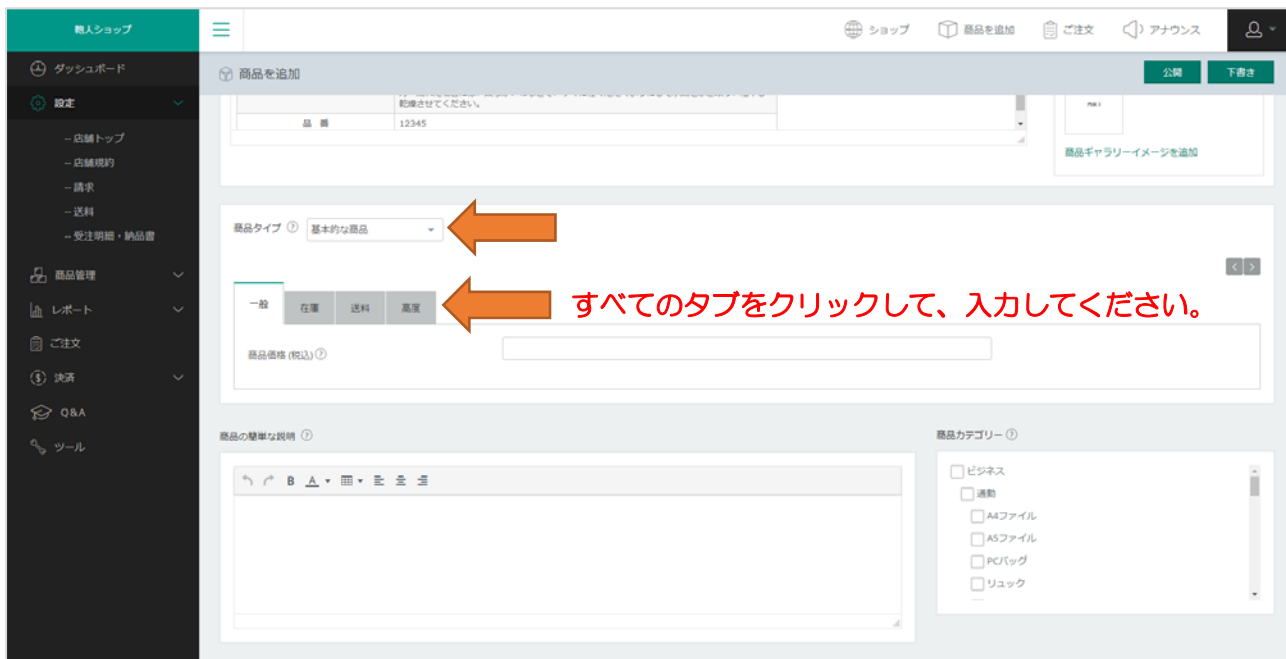 鞄人ショップ
ショップ
商品を追加
ご注文
アナウンス
ダッシュボード
商品を追加
公開
下書き
設定
-- 店舗トップ
-- 店舗規約
-- 請求
-- 送料
-- 受注明細・納品書
商品管理
レポート
ご注文
決済
Q&A
ツール
乾燥させてください。
品 番
12345
商品ギャラリーイメージを追加
商品タイプ
基本的な商品
一般
在庫
送料
高度
すべてのタブをクリックして、入力してください。
商品価格 (税込)
商品の簡単な説明
B A
商品カテゴリー
ビジネス
通勤
A4ファイル
A5ファイル
PCバッグ
リュック